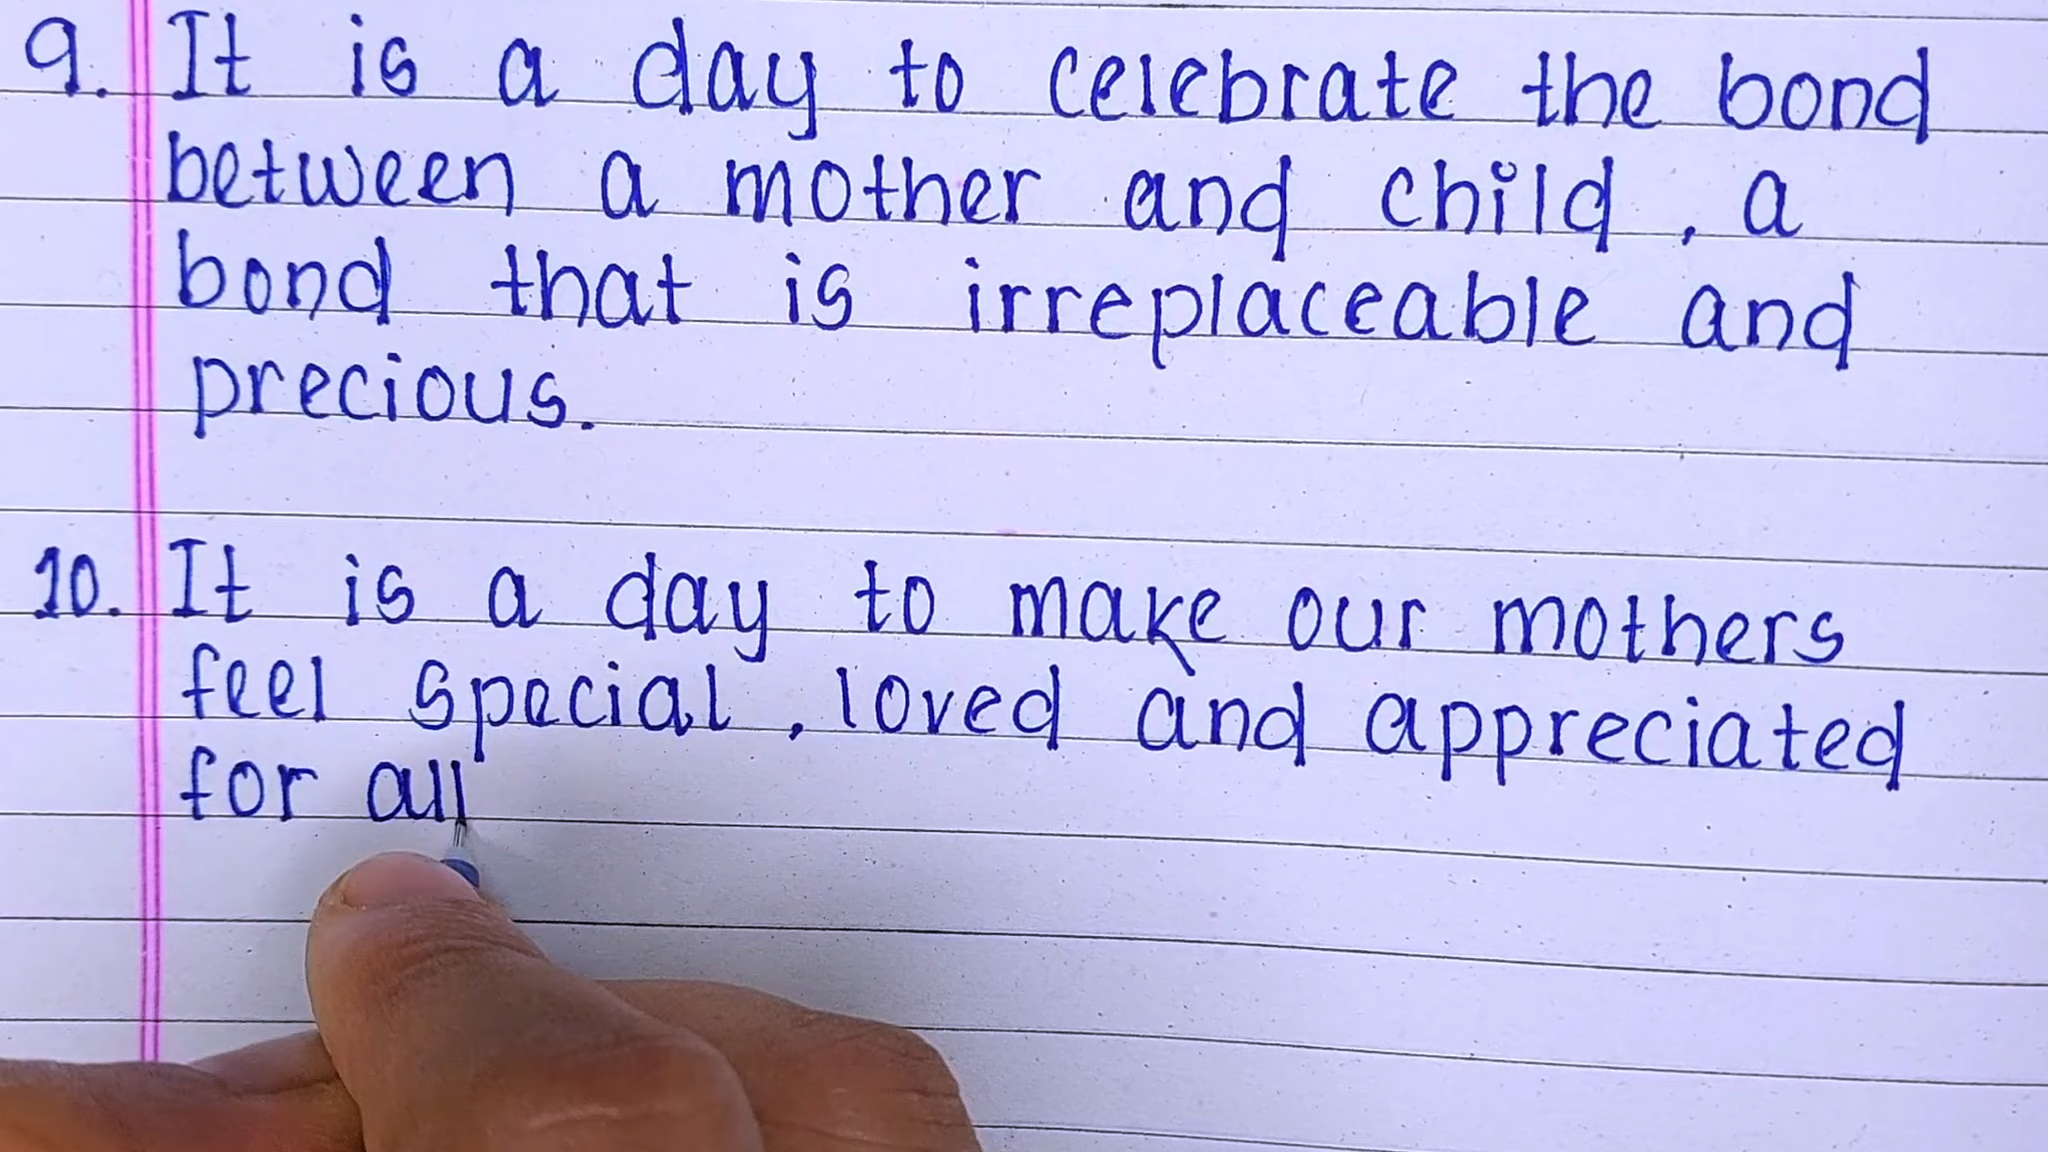 9. It is a day to celebrate the bond
between a mother and child, a
bond that is irreplaceable and
precious.
10. It is a day to make our mothers
feel special, loved and appreciated
for all